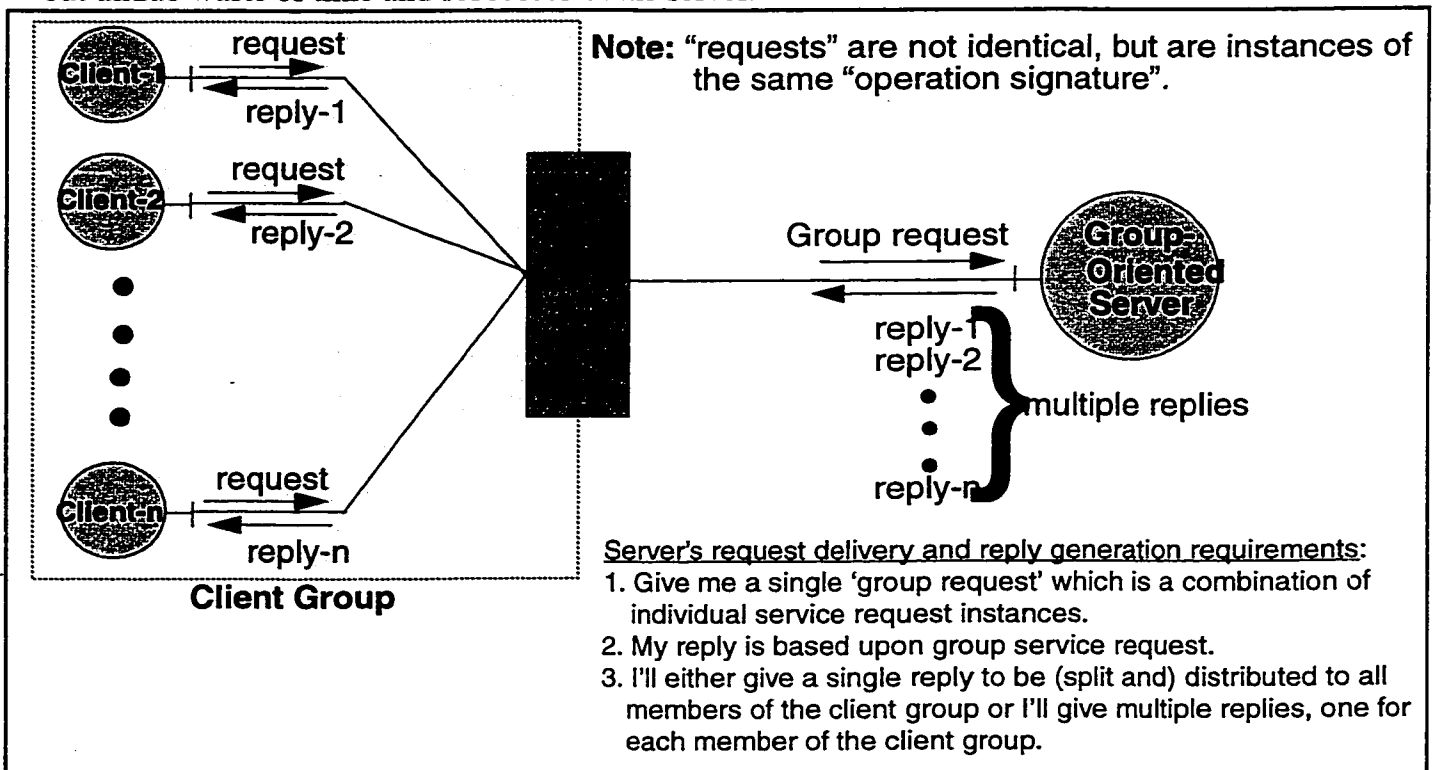 request
Client-1
reply-1
Note: “requests” are not identical, but are instances of
the same “operation signature”.
request
Client-2
reply-2
Group request
Group-
Oriented
Server
reply-1
reply-2
multiple replies
reply-n
request
Client-n
reply-n
Client Group
Server's request delivery and reply generation requirements:
1. Give me a single ‘group request’ which is a combination of
individual service request instances.
2. My reply is based upon group service request.
3. I'll either give a single reply to be (split and) distributed to all
members of the client group or I'll give multiple replies, one for
each member of the client group.